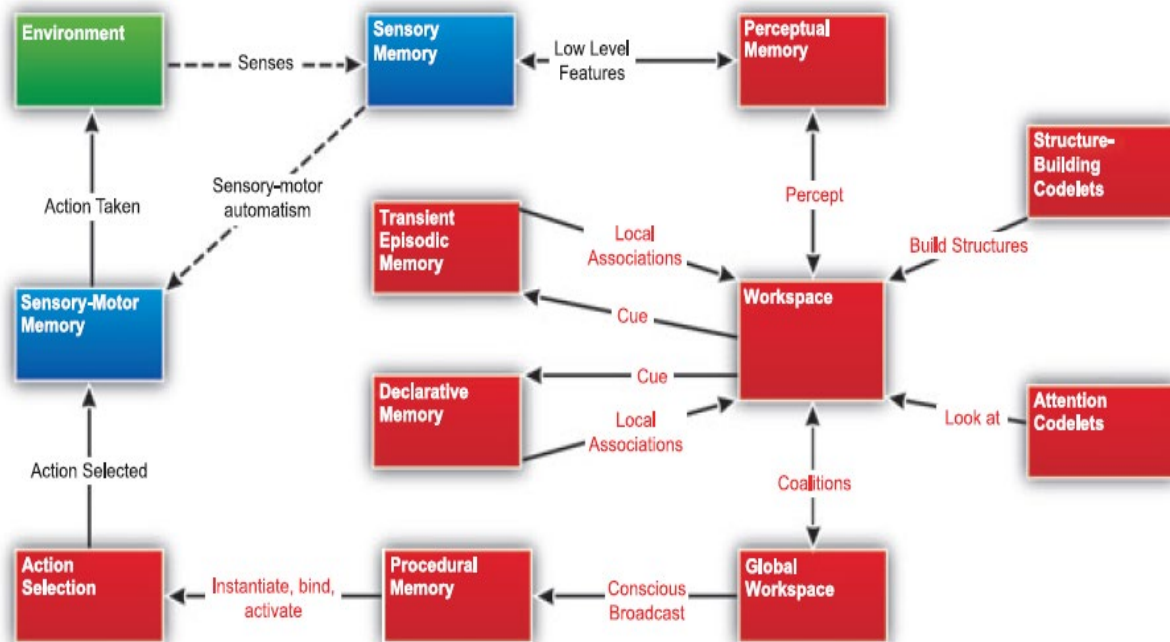 Environment
Senses
Sensory
Memory
Low Level
Features
Perceptual
Memory
Structure-
Building
Codelets
Action Taken
Sensory-motor
automatism
Transient
Episodic
Memory
Local
Associations
Percept
Build Structures
Sensory-Motor
Memory
Cue
Workspace
Declarative
Memory
Cue
Local
Associations
Look at
Attention
Codelets
Action Selected
Coalitions
Action
Selection
Instantiate, bind,
activate
Procedural
Memory
Conscious
Broadcast
Global
Workspace